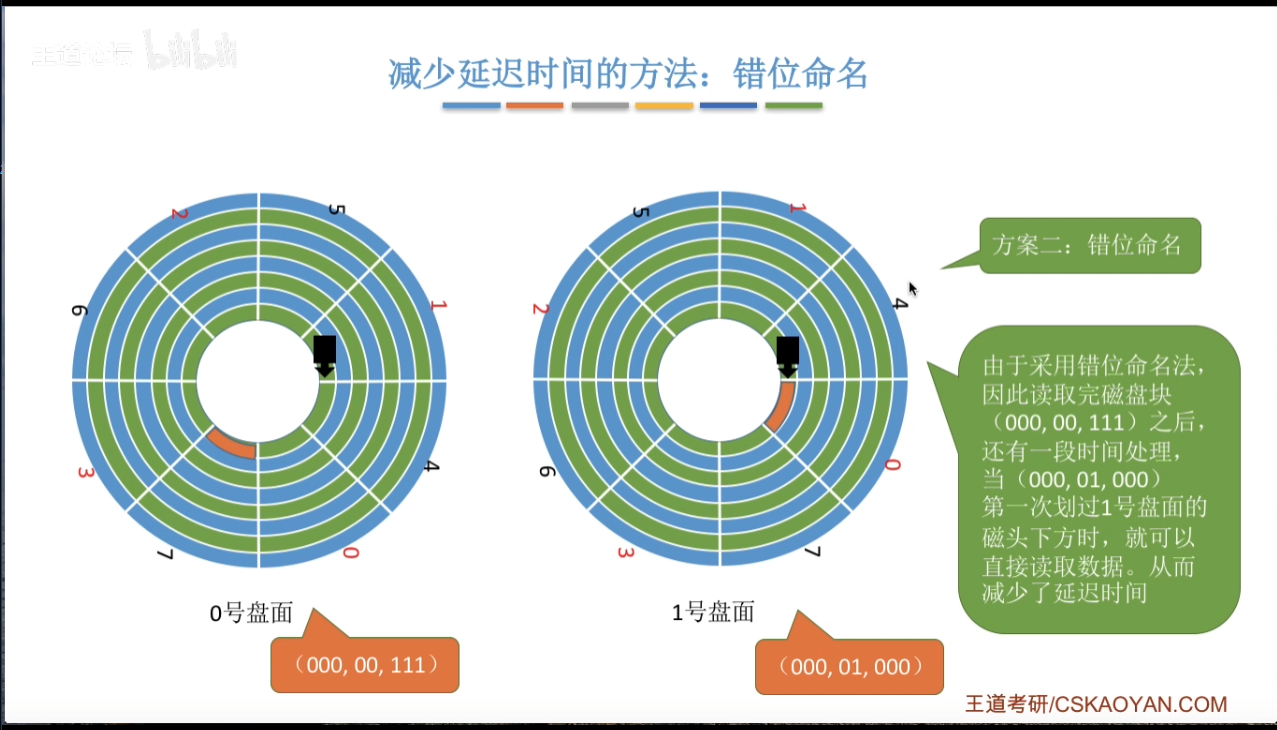 王道论坛 bilibili
减少延迟时间的方法：错位命名
2
5
6
1
3
4
7
0
5
1
2
4
6
0
3
7
方案二：错位命名
由于采用错位命名法，
因此读取完磁盘块
（000, 00, 111）之后，
还有一段时间处理，
当（000, 01, 000）
第一次划过1号盘面的
磁头下方时，就可以
直接读取数据。从而
减少了延迟时间
0号盘面
1号盘面
（000, 00, 111）
（000, 01, 000）
王道考研/CSKAOYAN.COM